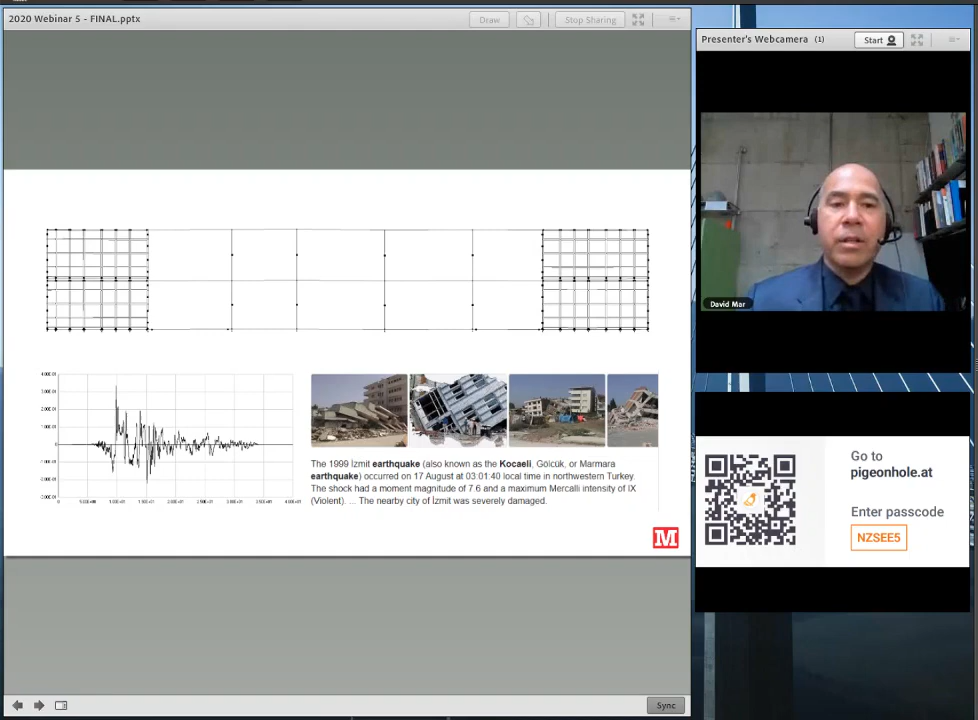 2020 Webinar 5 - FINAL.pptx
Draw
Stop Sharing
Presenter's Webcamera (1)
Start
David Mar
The 1999 İzmit earthquake (also known as the Kocaeli, Gölcük, or Marmara
earthquake) occurred on 17 August at 03:01:40 local time in northwestern Turkey.
The shock had a moment magnitude of 7.6 and a maximum Mercalli intensity of IX
(Violent). ... The nearby city of İzmit was severely damaged.
M
Go to
pigeonhole.at
Enter passcode
NZSEE5
Sync